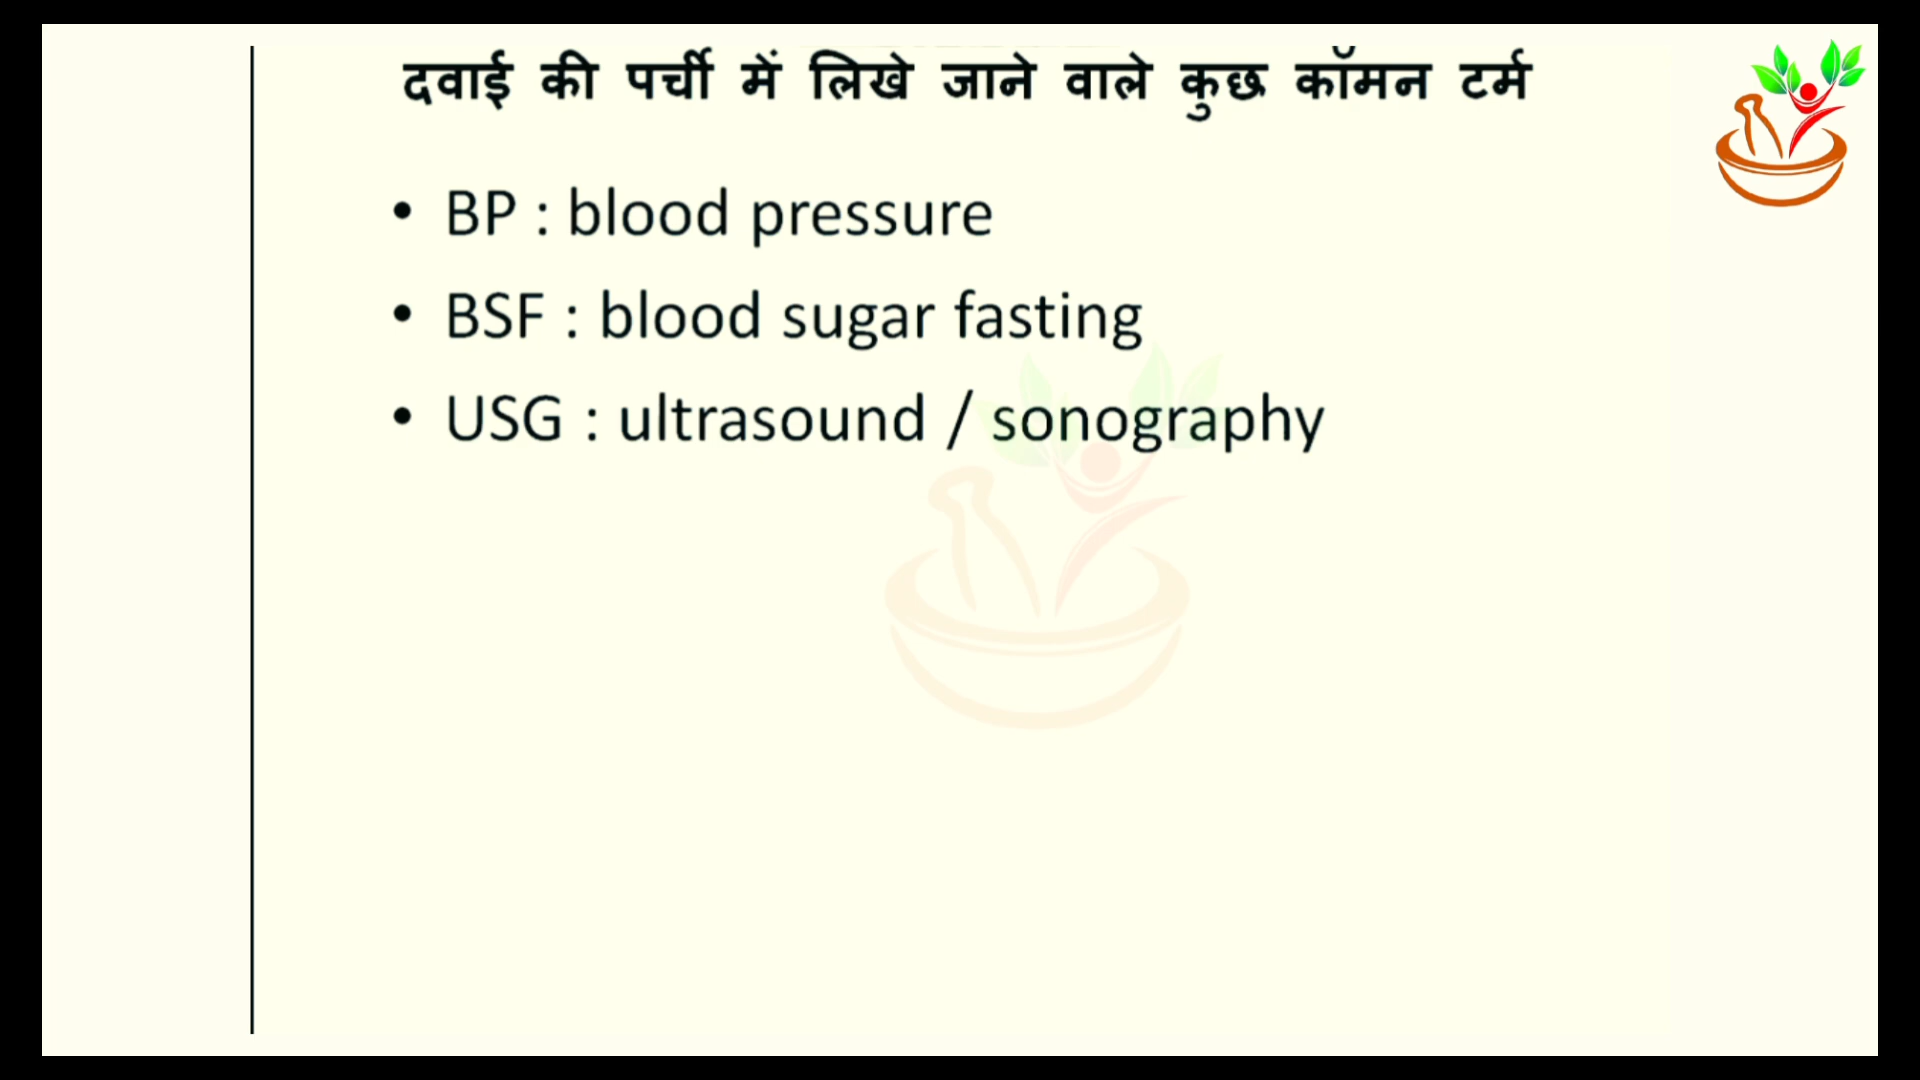 दवाई की पर्ची में लिखे जाने वाले कुछ कॉमन टर्म
• BP : blood pressure
• BSF : blood sugar fasting
• USG : ultrasound / sonography